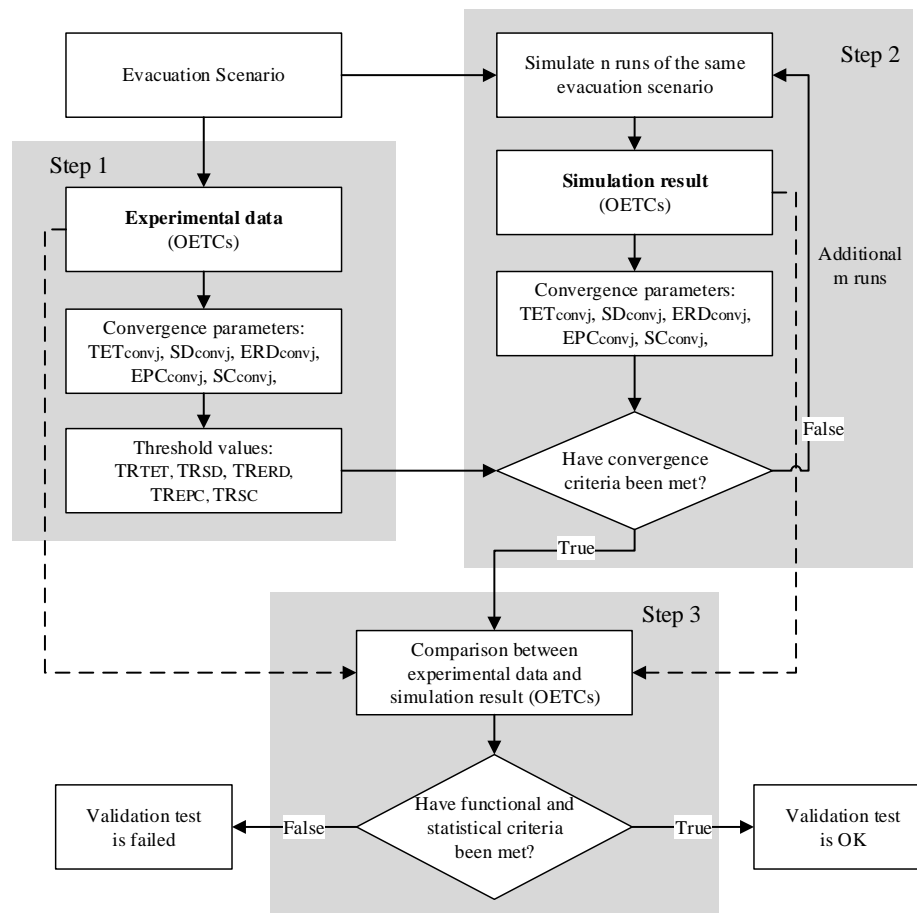 Evacuation Scenario
Step 1
Experimental data
(OETCs)
Convergence parameters:
TETconvj, SDconvj, ERDconvj,
EPCconvj, SCconvj,
Threshold values:
TRTET, TRSD, TRERD,
TREPC, TRSC
Step 2
Simulate n runs of the same
evacuation scenario
Simulation result
(OETCs)
Convergence parameters:
TETconvj, SDconvj, ERDconvj,
EPCconvj, SCconvj,
Additional
m runs
Have convergence
criteria been met?
False
True
Step 3
Comparison between
experimental data and
simulation result (OETCs)
Have functional and
statistical criteria
been met?
False
True
Validation test
is failed
Validation test
is OK